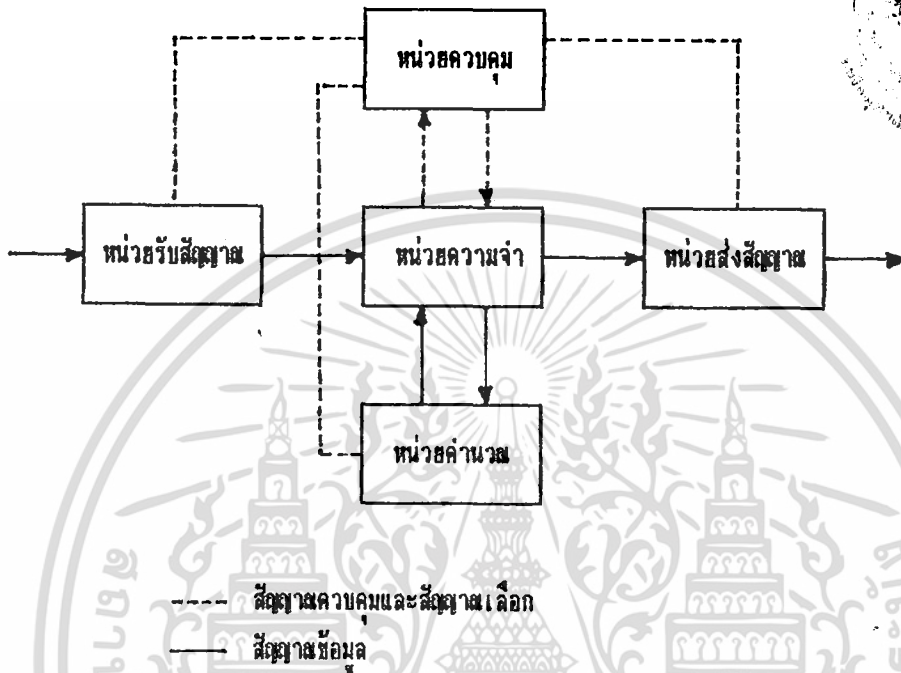 หน่วยควบคุม
หน่วยรับสัญญาณ
หน่วยความจำ
หน่วยส่งสัญญาณ
หน่วยคำนวณ
สัญญาณควบคุมและสัญญาณเลือก
สัญญาณข้อมูล